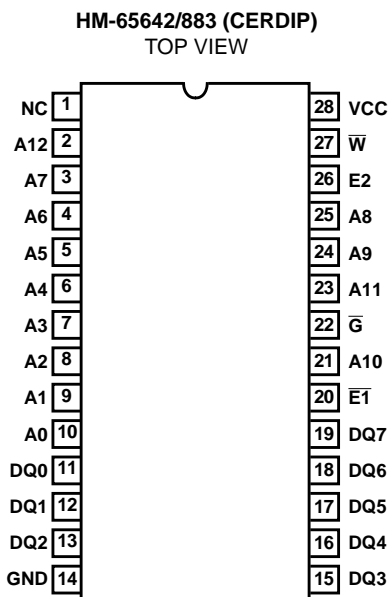 HM-65642/883 (CERDIP)
TOP VIEW
NC 1 28 VCC
A12 2 27 W̅
A7 3 26 E2
A6 4 25 A8
A5 5 24 A9
A4 6 23 A11
A3 7 22 G̅
A2 8 21 A10
A1 9 20 E̅1̅
A0 10 19 DQ7
DQ0 11 18 DQ6
DQ1 12 17 DQ5
DQ2 13 16 DQ4
GND 14 15 DQ3